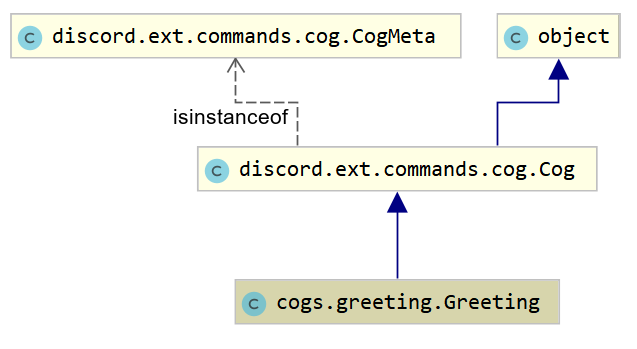 C discord.ext.commands.cog.CogMeta
C object
isinstanceof
C discord.ext.commands.cog.Cog
C cogs.greeting.Greeting